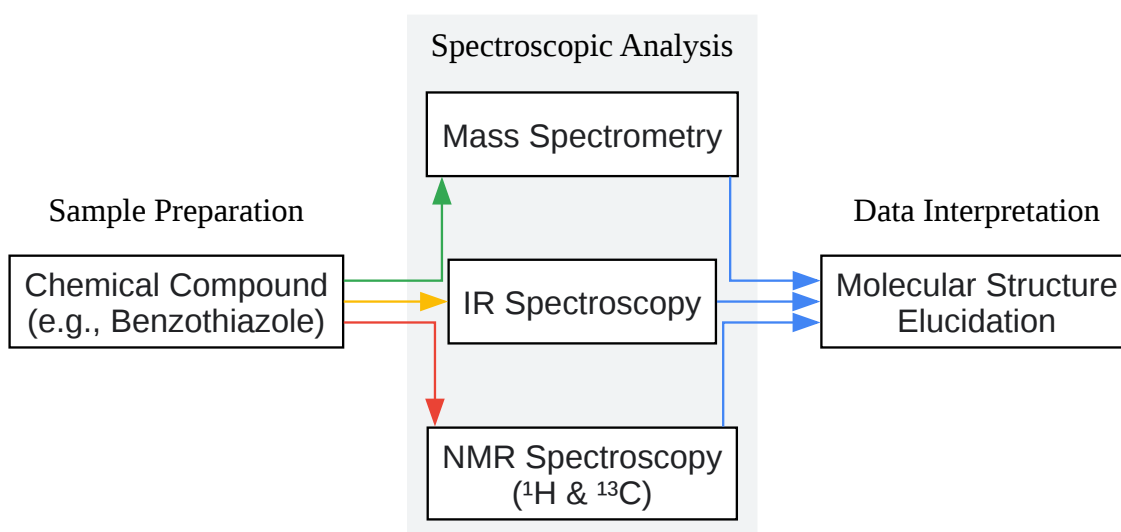 Spectroscopic Analysis
Mass Spectrometry
Sample Preparation
Data Interpretation
Chemical Compound
(e.g., Benzothiazole)
IR Spectroscopy
Molecular Structure
Elucidation
NMR Spectroscopy
(¹H & ¹³C)